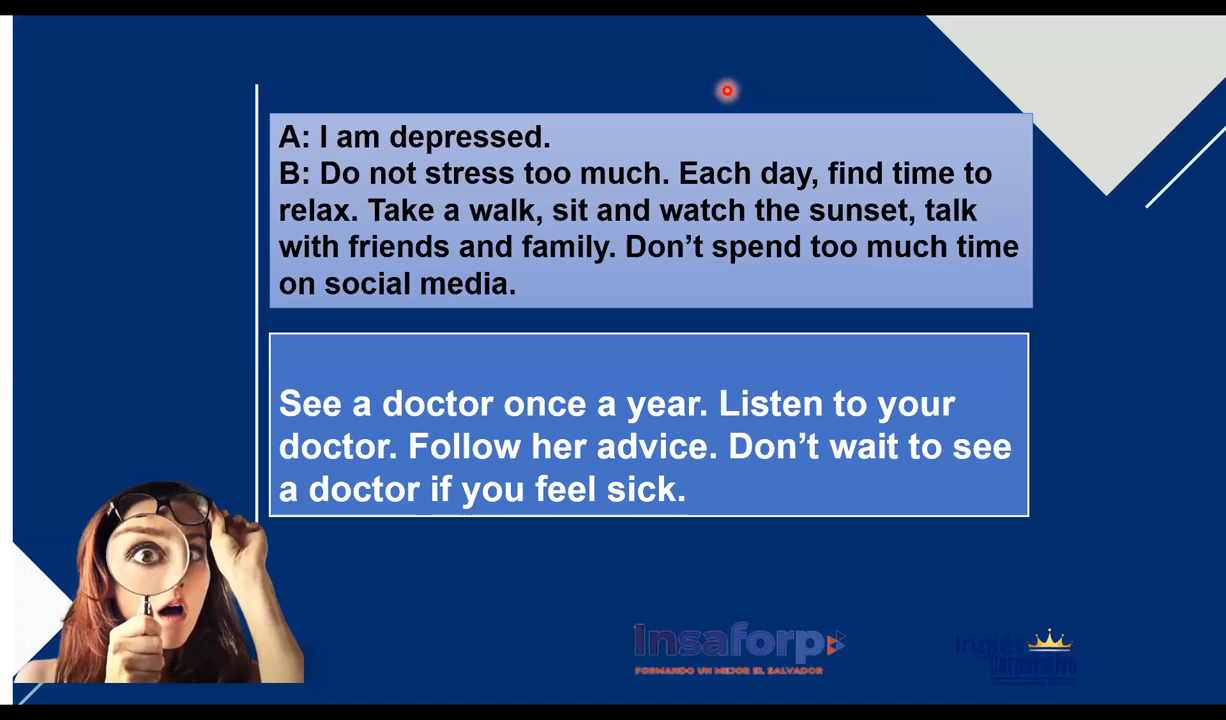 A: I am depressed.
B: Do not stress too much. Each day, find time to
relax. Take a walk, sit and watch the sunset, talk
with friends and family. Don’t spend too much time
on social media.
See a doctor once a year. Listen to your
doctor. Follow her advice. Don’t wait to see
a doctor if you feel sick.
Insaforp
FORMANDO UN MEJOR EL SALVADOR
Inglés
Corporativo